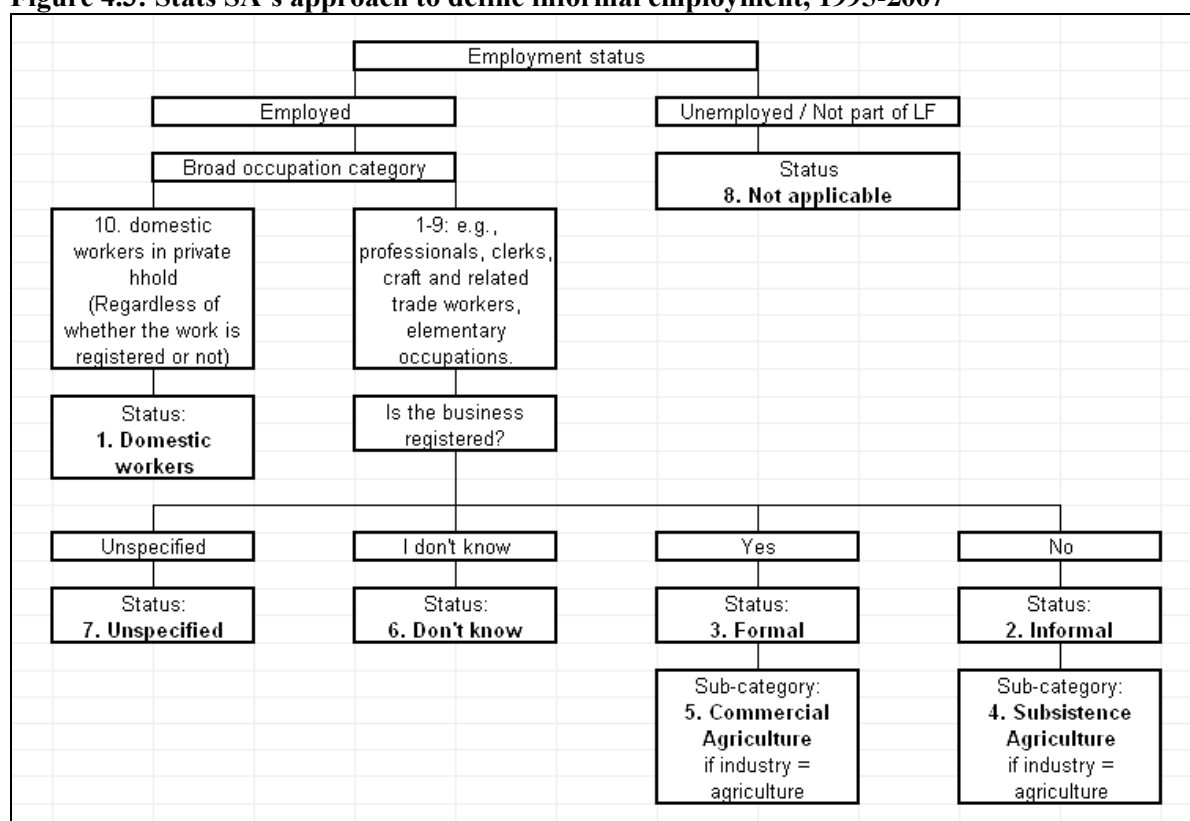 Figure 4.3: Stats SA's approach to define informal employment, 1995-2007
Employment status
Employed
Unemployed / Not part of LF
Broad occupation category
Status
8. Not applicable
10. domestic
workers in private
hhold
(Regardless of
whether the work is
registered or not)
1-9: e.g.,
professionals, clerks,
craft and related
trade workers,
elementary
occupations.
Status:
1. Domestic
workers
Is the business
registered?
Unspecified
I don't know
Yes
No
Status:
7. Unspecified
Status:
6. Don't know
Status:
3. Formal
Status:
2. Informal
Sub-category:
5. Commercial
Agriculture
if industry =
agriculture
Sub-category:
4. Subsistence
Agriculture
if industry =
agriculture